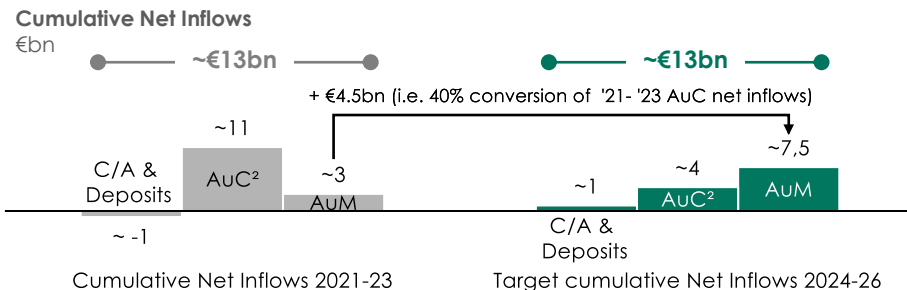 Cumulative Net Inflows
€bn
~€13bn
~€13bn
+ €4.5bn (i.e. 40% conversion of '21- '23 AuC net inflows)
~11
~7,5
C/A &
Deposits
AuC²
~3
AuM
~1
~4
AuC²
AuM
~ -1
C/A &
Deposits
Cumulative Net Inflows 2021-23
Target cumulative Net Inflows 2024-26